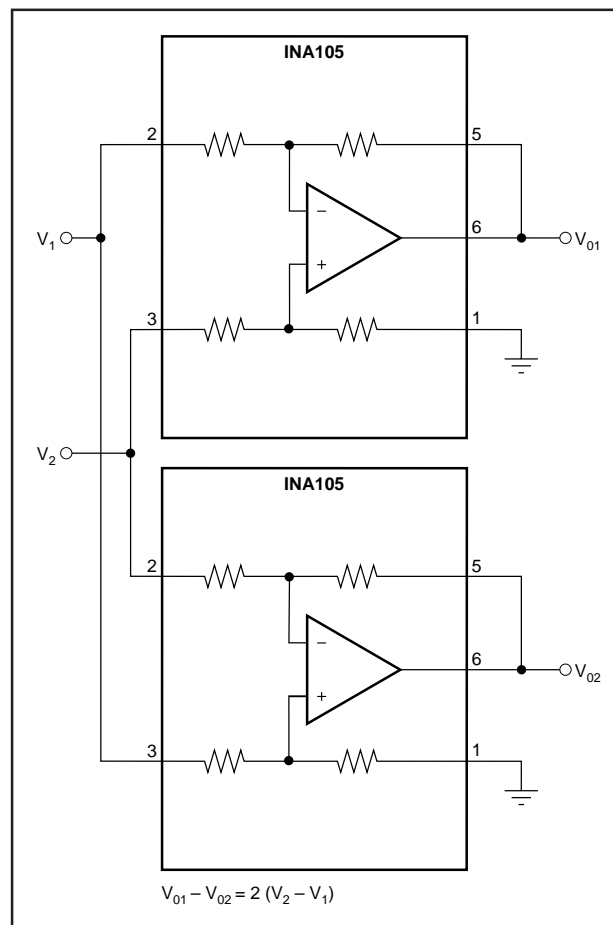 INA105
2
5
V₁
−
6
V₀₁
+
3
1
V₂
INA105
2
5
−
6
V₀₂
+
3
1
V₀₁ – V₀₂ = 2 (V₂ – V₁)